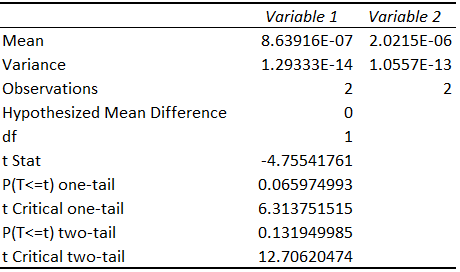 Variable 1 Variable 2
Mean 8.63916E-07 2.0215E-06
Variance 1.29333E-14 1.0557E-13
Observations 2 2
Hypothesized Mean Difference 0
df 1
t Stat -4.75541761
P(T<=t) one-tail 0.065974993
t Critical one-tail 6.313751515
P(T<=t) two-tail 0.131949985
t Critical two-tail 12.70620474